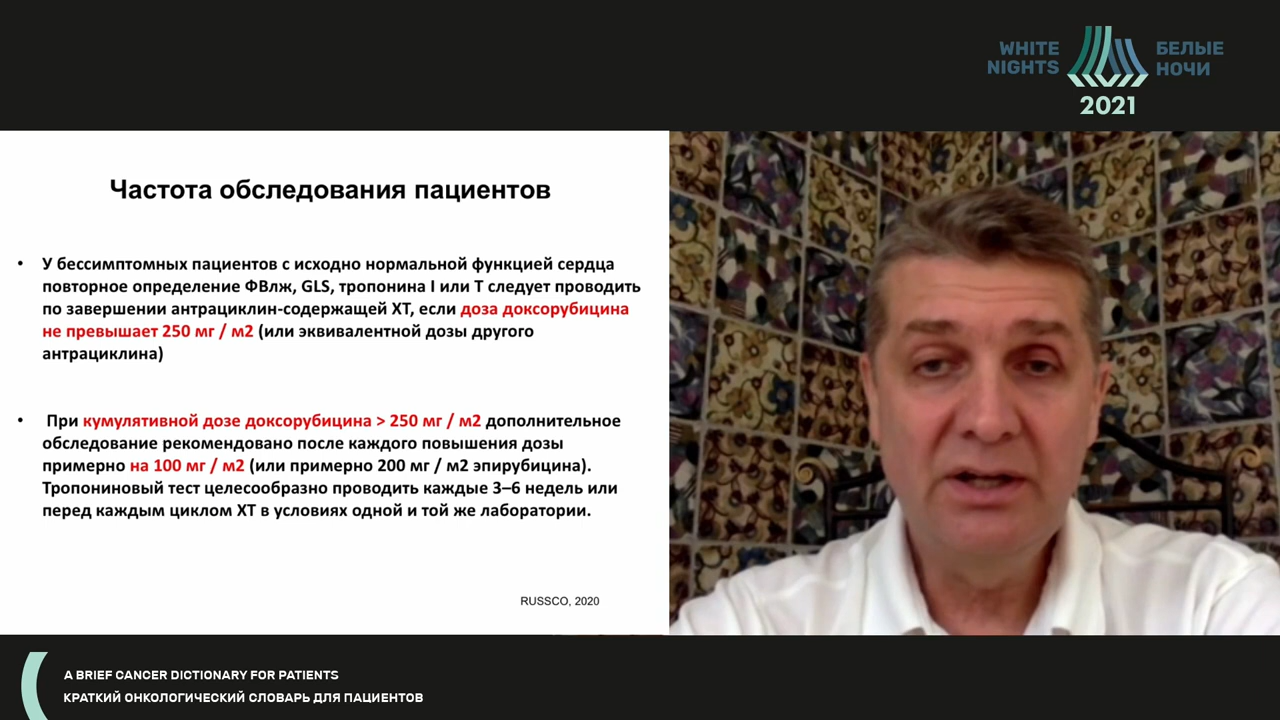 WHITE
NIGHTS
БЕЛЫЕ
НОЧИ
2021
Частота обследования пациентов
• У бессимптомных пациентов с исходно нормальной функцией сердца
повторное определение ФВлж, GLS, тропонина I или Т следует проводить
по завершении антрациклин-содержащей ХТ, если доза доксорубицина
не превышает 250 мг / м2 (или эквивалентной дозы другого
антрациклина)
• При кумулятивной дозе доксорубицина > 250 мг / м2 дополнительное
обследование рекомендовано после каждого повышения дозы
примерно на 100 мг / м2 (или примерно 200 мг / м2 эпирубицина).
Тропониновый тест целесообразно проводить каждые 3–6 недель или
перед каждым циклом ХТ в условиях одной и той же лаборатории.
RUSSCO, 2020
A BRIEF CANCER DICTIONARY FOR PATIENTS
КРАТКИЙ ОНКОЛОГИЧЕСКИЙ СЛОВАРЬ ДЛЯ ПАЦИЕНТОВ